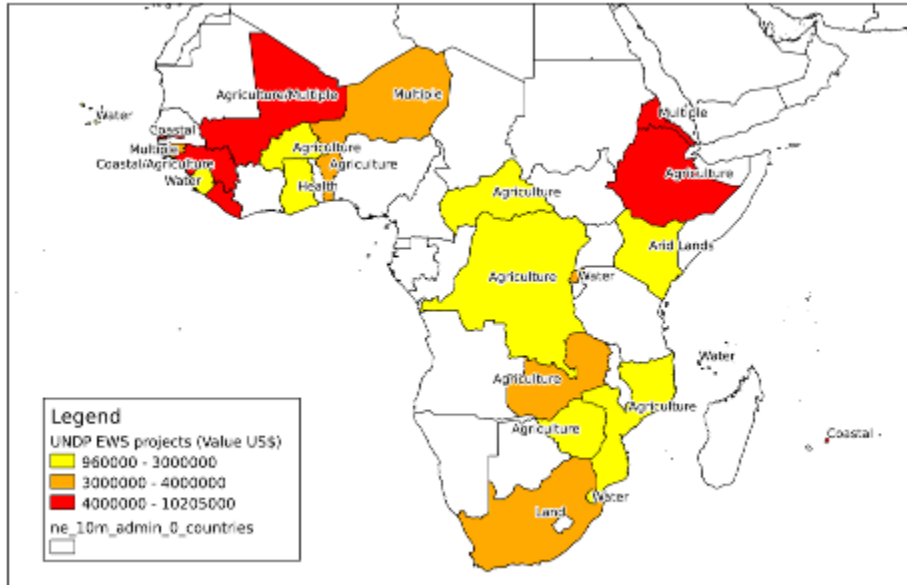 Agriculture/Multiple
Multiple
Water
Multiple
Coastal
Multiple
Agriculture
Coastal/Agriculture
Agriculture
Agriculture
Water
Health
Agriculture
Arid Lands
Agriculture
Water
Water
Agriculture
Agriculture
Agriculture
Coastal
Water
Land
Legend
UNDP EWS projects (Value US$)
960000 - 3000000
3000000 - 4000000
4000000 - 10205000
ne_10m_admin_0_countries